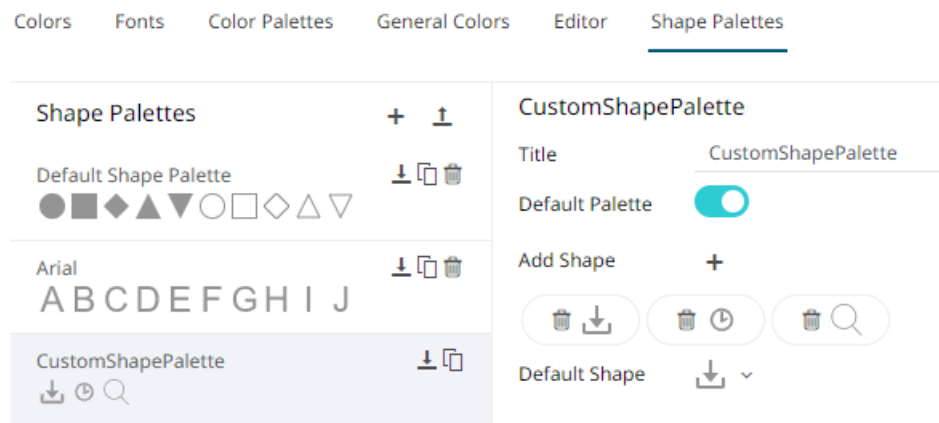 Colors Fonts Color Palettes General Colors Editor Shape Palettes
Shape Palettes
Default Shape Palette
Arial
A B C D E F G H I J
CustomShapePalette
CustomShapePalette
Title CustomShapePalette
Default Palette
Add Shape
Default Shape